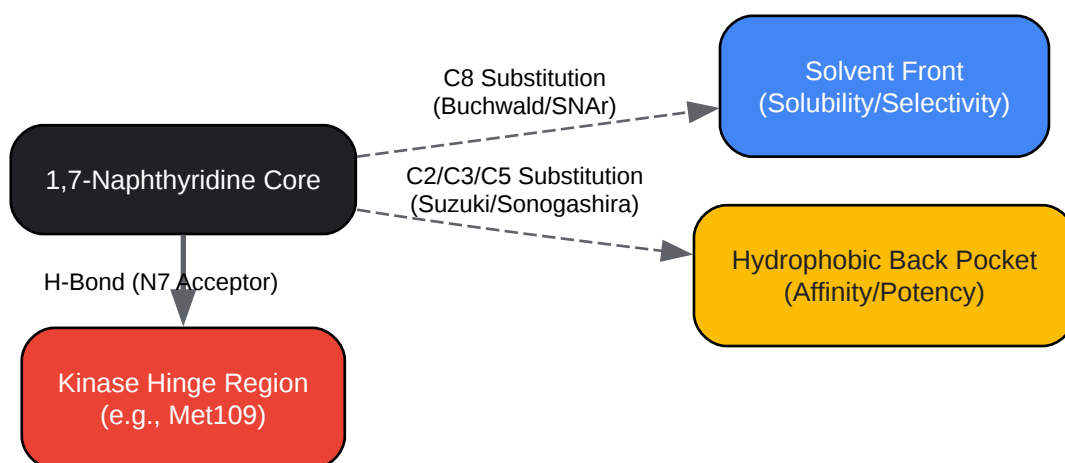 C8 Substitution
(Buchwald/SNAr)
Solvent Front
(Solubility/Selectivity)
1,7-Naphthyridine Core
C2/C3/C5 Substitution
(Suzuki/Sonogashira)
Hydrophobic Back Pocket
(Affinity/Potency)
H-Bond (N7 Acceptor)
Kinase Hinge Region
(e.g., Met109)